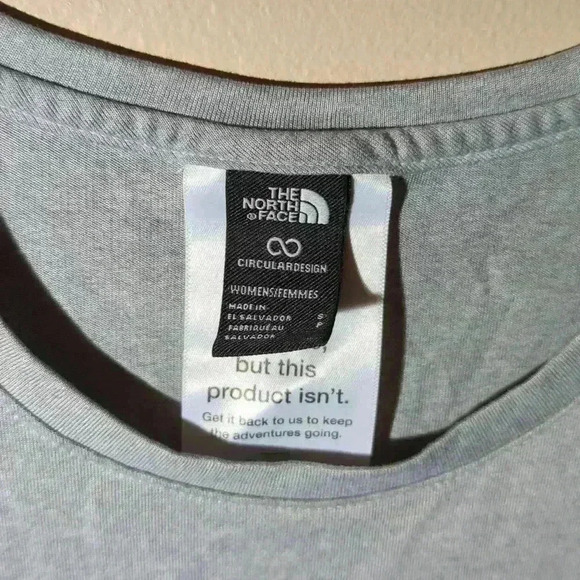 THE
NORTH
FACE
CIRCULARDESIGN
WOMENS/FEMMES
MADE IN
EL SALVADOR S
FABRIQUÉ AU P
SALVADOR
but this
product isn't.
Get it back to us to keep
the adventures going.